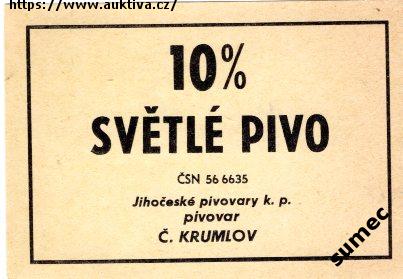 https://www.auktiva.cz/
10%
SVĚTLÉ PIVO
ČSN 56 6635
Jihočeské pivovary k. p.
pivovar
Č. KRUMLOV
sumec